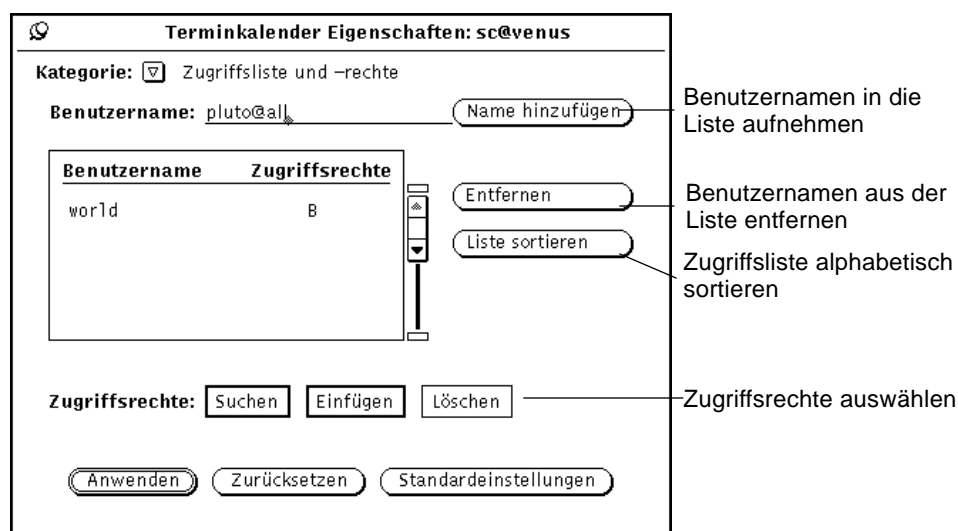 Terminkalender Eigenschaften: sc@venus
Kategorie: Zugriffsliste und –rechte
Benutzername: pluto@all
Name hinzufügen
Benutzernamen in die
Liste aufnehmen
Benutzername Zugriffsrechte
world B
Entfernen
Benutzernamen aus der
Liste entfernen
Liste sortieren
Zugriffsliste alphabetisch
sortieren
Zugriffsrechte: Suchen Einfügen Löschen
Zugriffsrechte auswählen
Anwenden Zurücksetzen Standardeinstellungen